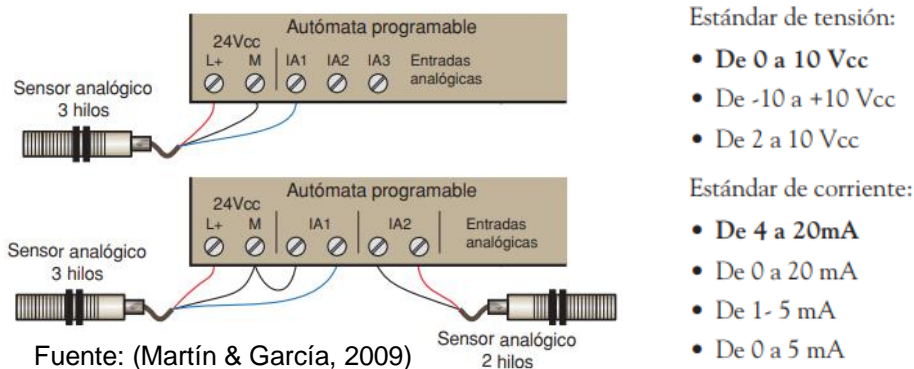 Autómata programable
24Vcc
L+ M IA1 IA2 IA3 Entradas
analógicas
Sensor analógico
3 hilos
Autómata programable
24Vcc
L+ M IA1 IA2 Entradas
analógicas
Sensor analógico
3 hilos
Sensor analógico
2 hilos
Fuente: (Martín & García, 2009)
Estándar de tensión:
• De 0 a 10 Vcc
• De -10 a +10 Vcc
• De 2 a 10 Vcc
Estándar de corriente:
• De 4 a 20mA
• De 0 a 20 mA
• De 1- 5 mA
• De 0 a 5 mA